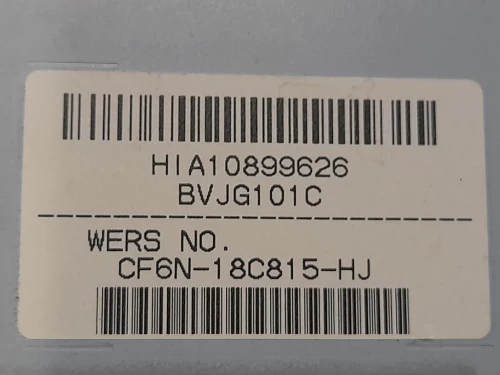 HIA10899626
BVJG101C
WERS NO.
CF6N-18C815-HJ